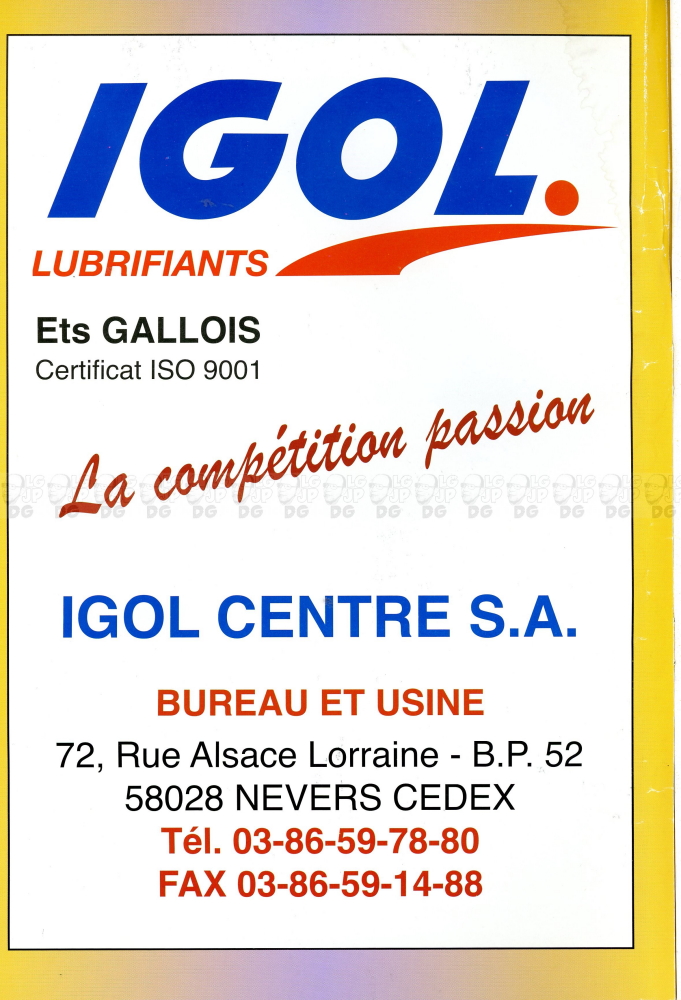 IGOL.
LUBRIFIANTS
Ets GALLOIS
Certificat ISO 9001
La compétition passion
IGOL CENTRE S.A.
BUREAU ET USINE
72, Rue Alsace Lorraine - B.P. 52
58028 NEVERS CEDEX
Tél. 03-86-59-78-80
FAX 03-86-59-14-88